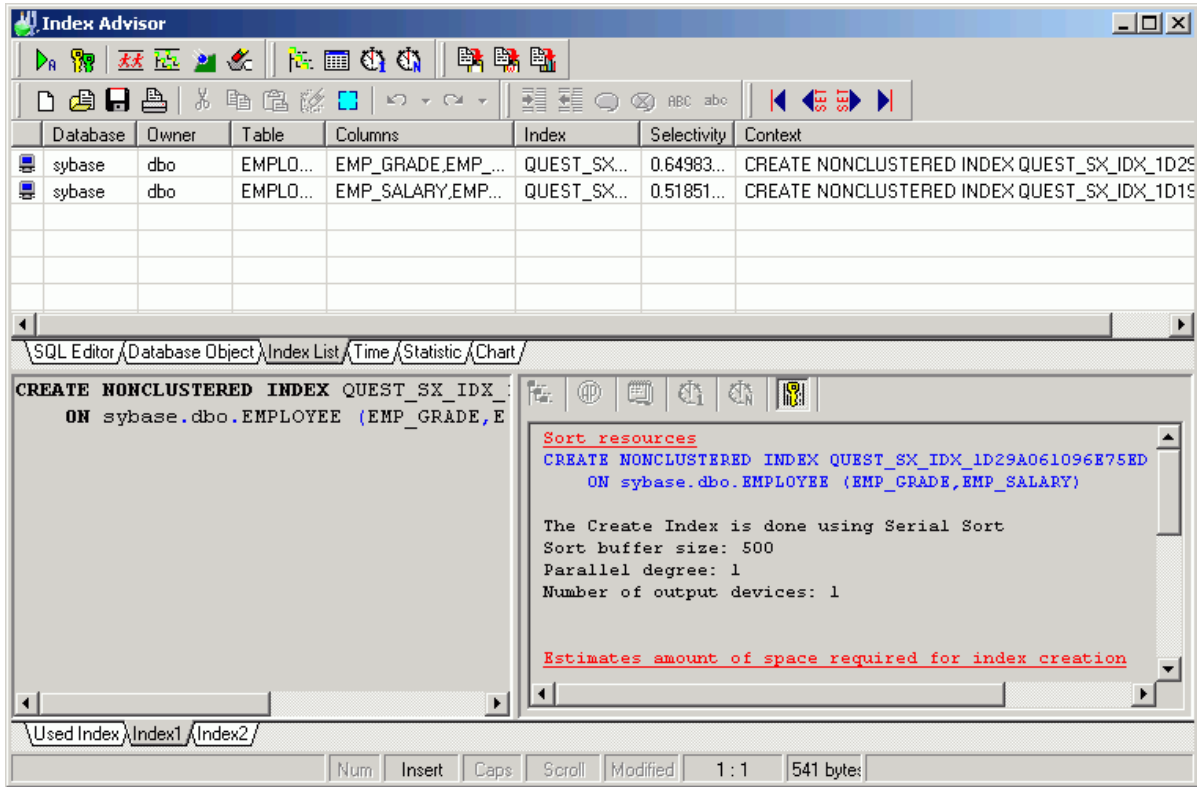 Index Advisor
ABC abc
SQL SQL
Database Owner Table Columns Index Selectivity Context
sybase dbo EMPLO... EMP_GRADE,EMP_... QUEST_SX... 0.64983... CREATE NONCLUSTERED INDEX QUEST_SX_IDX_1D29
sybase dbo EMPLO... EMP_SALARY,EMP... QUEST_SX... 0.51851... CREATE NONCLUSTERED INDEX QUEST_SX_IDX_1D19
SQL Editor Database Object Index List Time Statistic Chart
CREATE NONCLUSTERED INDEX QUEST_SX_IDX_
ON sybase.dbo.EMPLOYEE (EMP_GRADE,E
Sort resources
CREATE NONCLUSTERED INDEX QUEST_SX_IDX_1D29A061096E75ED
ON sybase.dbo.EMPLOYEE (EMP_GRADE,EMP_SALARY)
The Create Index is done using Serial Sort
Sort buffer size: 500
Parallel degree: 1
Number of output devices: 1
Estimates amount of space required for index creation
Used Index Index1 Index2
Num Insert Caps Scroll Modified 1 : 1 541 bytes